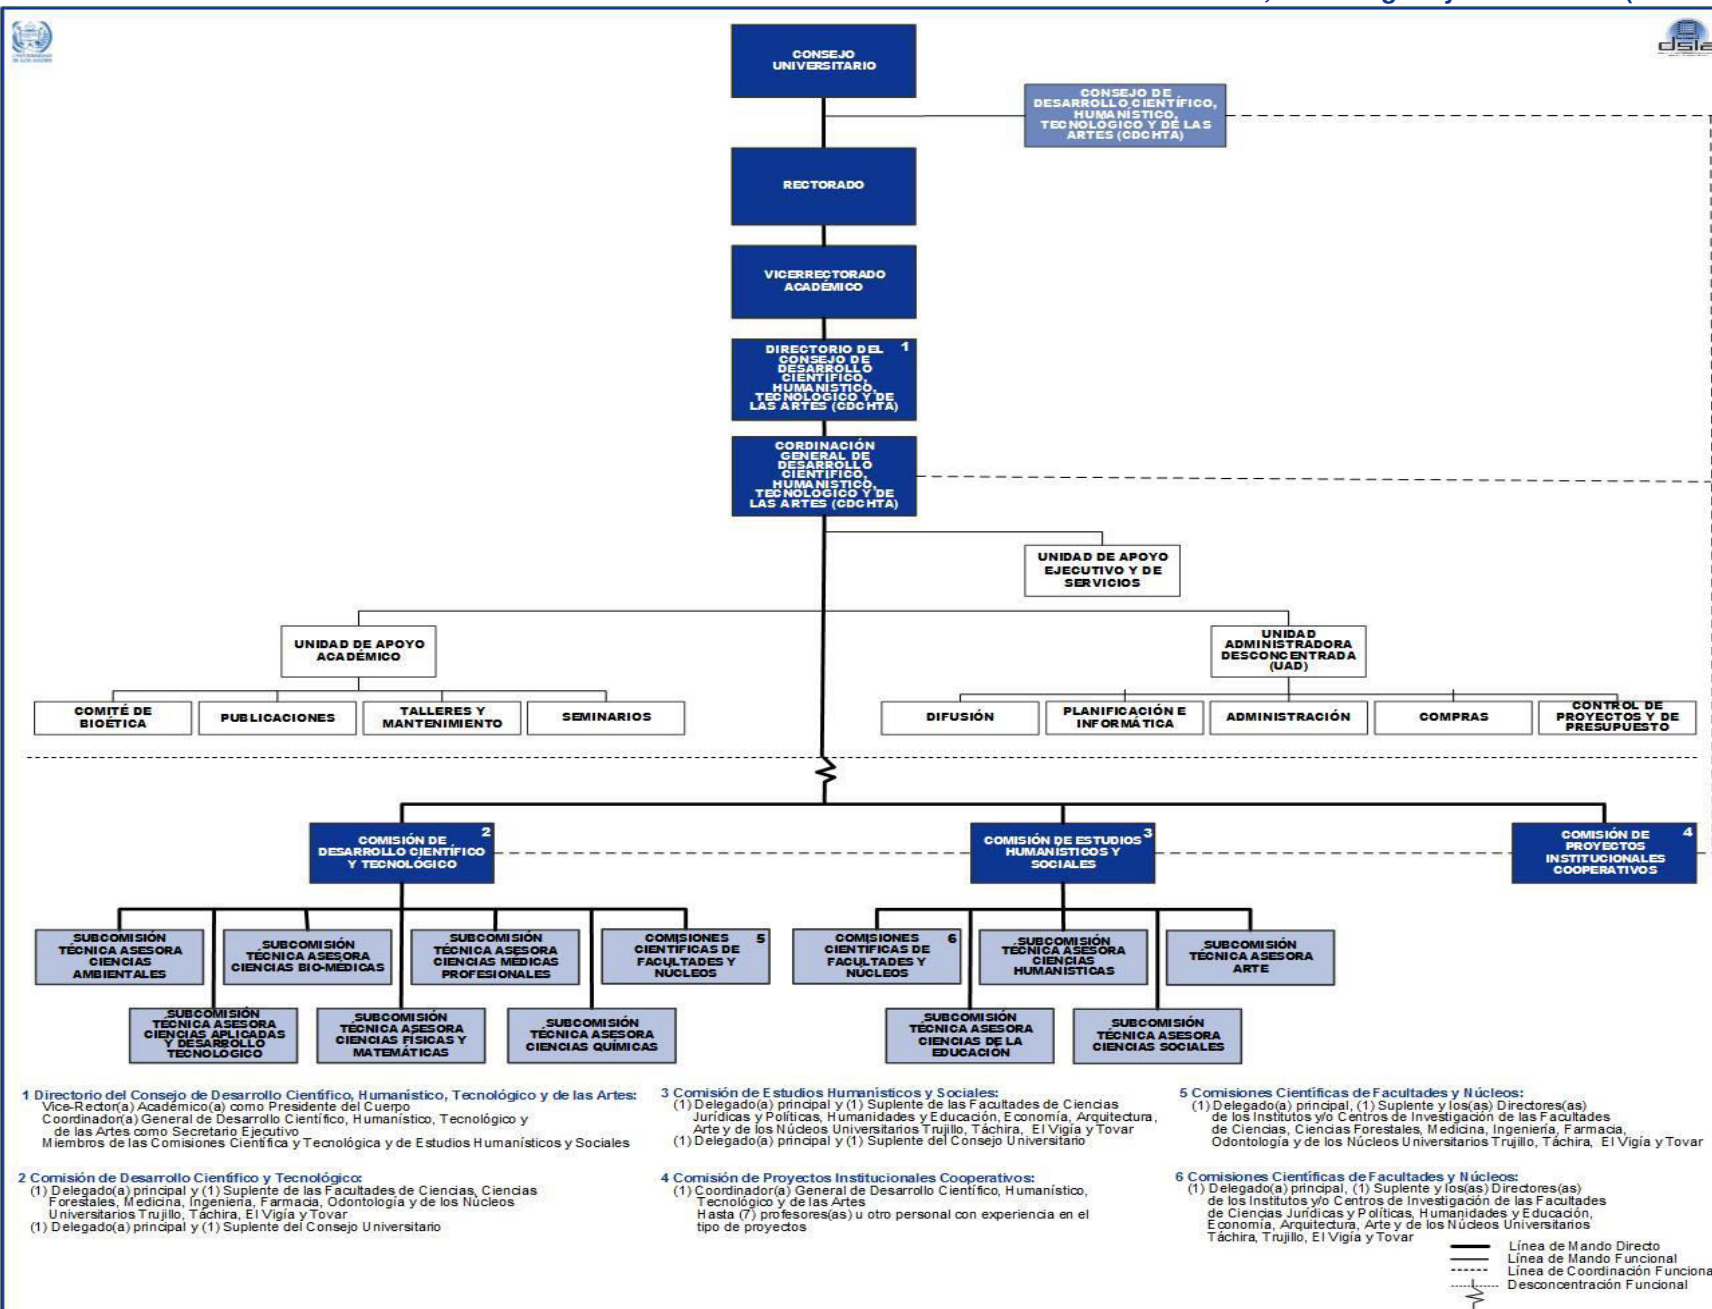 CONSEJO
UNIVERSITARIO
CONSEJO DE
DESARROLLO CIENTÍFICO,
HUMANÍSTICO,
TECNOLÓGICO Y DE LAS
ARTES (CDCHTA)
RECTORADO
VICERRECTORADO
ACADÉMICO
DIRECTORIO DEL 1
CONSEJO DE
DESARROLLO
CIENTÍFICO,
HUMANÍSTICO,
TECNOLÓGICO Y DE
LAS ARTES (CDCHTA)
CORDINACIÓN
GENERAL DE
DESARROLLO
CIENTÍFICO,
HUMANÍSTICO,
TECNOLÓGICO Y DE
LAS ARTES (CDCHTA)
UNIDAD DE APOYO
EJECUTIVO Y DE
SERVICIOS
UNIDAD DE APOYO
ACADÉMICO
UNIDAD
ADMINISTRADORA
DESCONCENTRADA
(UAD)
COMITÉ DE
BIOÉTICA
PUBLICACIONES
TALLERES Y
MANTENIMIENTO
SEMINARIOS
DIFUSIÓN
PLANIFICACIÓN E
INFORMÁTICA
ADMINISTRACIÓN
COMPRAS
CONTROL DE
PROYECTOS Y DE
PRESUPUESTO
COMISIÓN DE 2
DESARROLLO CIENTÍFICO
Y TECNOLÓGICO
COMISIÓN DE ESTUDIOS 3
HUMANÍSTICOS Y
SOCIALES
COMISIÓN DE 4
PROYECTOS
INSTITUCIONALES
COOPERATIVOS
SUBCOMISIÓN
TÉCNICA ASESORA
CIENCIAS
AMBIENTALES
SUBCOMISIÓN
TÉCNICA ASESORA
CIENCIAS BIO-MÉDICAS
SUBCOMISIÓN
TÉCNICA ASESORA
CIENCIAS MÉDICAS
PROFESIONALES
COMISIONES 5
CIENTÍFICAS DE
FACULTADES Y
NÚCLEOS
COMISIONES 6
CIENTÍFICAS DE
FACULTADES Y
NÚCLEOS
SUBCOMISIÓN
TÉCNICA ASESORA
CIENCIAS
HUMANÍSTICAS
SUBCOMISIÓN
TÉCNICA ASESORA
ARTE
SUBCOMISIÓN
TÉCNICA ASESORA
CIENCIAS APLICADAS
Y DESARROLLO
TECNOLÓGICO
SUBCOMISIÓN
TÉCNICA ASESORA
CIENCIAS FÍSICAS Y
MATEMÁTICAS
SUBCOMISIÓN
TÉCNICA ASESORA
CIENCIAS QUÍMICAS
SUBCOMISIÓN
TÉCNICA ASESORA
CIENCIAS DE LA
EDUCACIÓN
SUBCOMISIÓN
TÉCNICA ASESORA
CIENCIAS SOCIALES
1 Directorio del Consejo de Desarrollo Científico, Humanístico, Tecnológico y de las Artes:
Vice-Rector(a) Académico(a) como Presidente del Cuerpo
Coordinador(a) General de Desarrollo Científico, Humanístico, Tecnológico y
de las Artes como Secretario Ejecutivo
Miembros de las Comisiones Científica y Tecnológica y de Estudios Humanísticos y Sociales
2 Comisión de Desarrollo Científico y Tecnológico:
(1) Delegado(a) principal y (1) Suplente de las Facultades de Ciencias, Ciencias
Forestales, Medicina, Ingeniería, Farmacia, Odontología y de los Núcleos
Universitarios Trujillo, Táchira, El Vigía y Tovar
(1) Delegado(a) principal y (1) Suplente del Consejo Universitario
3 Comisión de Estudios Humanísticos y Sociales:
(1) Delegado(a) principal y (1) Suplente de las Facultades de Ciencias
Jurídicas y Políticas, Humanidades y Educación, Economía, Arquitectura,
Arte y de los Núcleos Universitarios Trujillo, Táchira, El Vigía y Tovar
(1) Delegado(a) principal y (1) Suplente del Consejo Universitario
4 Comisión de Proyectos Institucionales Cooperativos:
(1) Coordinador(a) General de Desarrollo Científico, Humanístico,
Tecnológico y de las Artes
Hasta (7) profesores(as) u otro personal con experiencia en el
tipo de proyectos
5 Comisiones Científicas de Facultades y Núcleos:
(1) Delegado(a) principal, (1) Suplente y los(as) Directores(as)
de los Institutos y/o Centros de Investigación de las Facultades
de Ciencias, Ciencias Forestales, Medicina, Ingeniería, Farmacia,
Odontología y de los Núcleos Universitarios Trujillo, Táchira, El Vigía y Tovar
6 Comisiones Científicas de Facultades y Núcleos:
(1) Delegado(a) principal, (1) Suplente y los(as) Directores(as)
de los Institutos y/o Centros de Investigación de las Facultades
de Ciencias Jurídicas y Políticas, Humanidades y Educación,
Economía, Arquitectura, Arte y de los Núcleos Universitarios
Táchira, Trujillo, El Vigía y Tovar
Línea de Mando Directo
Línea de Mando Funcional
Línea de Coordinación Funcional
Desconcentración Funcional